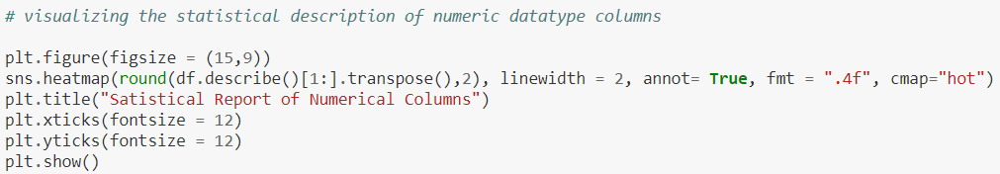 # visualizing the statistical description of numeric datatype columns
plt.figure(figsize = (15,9))
sns.heatmap(round(df.describe()[1:].transpose(),2), linewidth = 2, annot= True, fmt = ".4f", cmap="hot")
plt.title("Satistical Report of Numerical Columns")
plt.xticks(fontsize = 12)
plt.yticks(fontsize = 12)
plt.show()